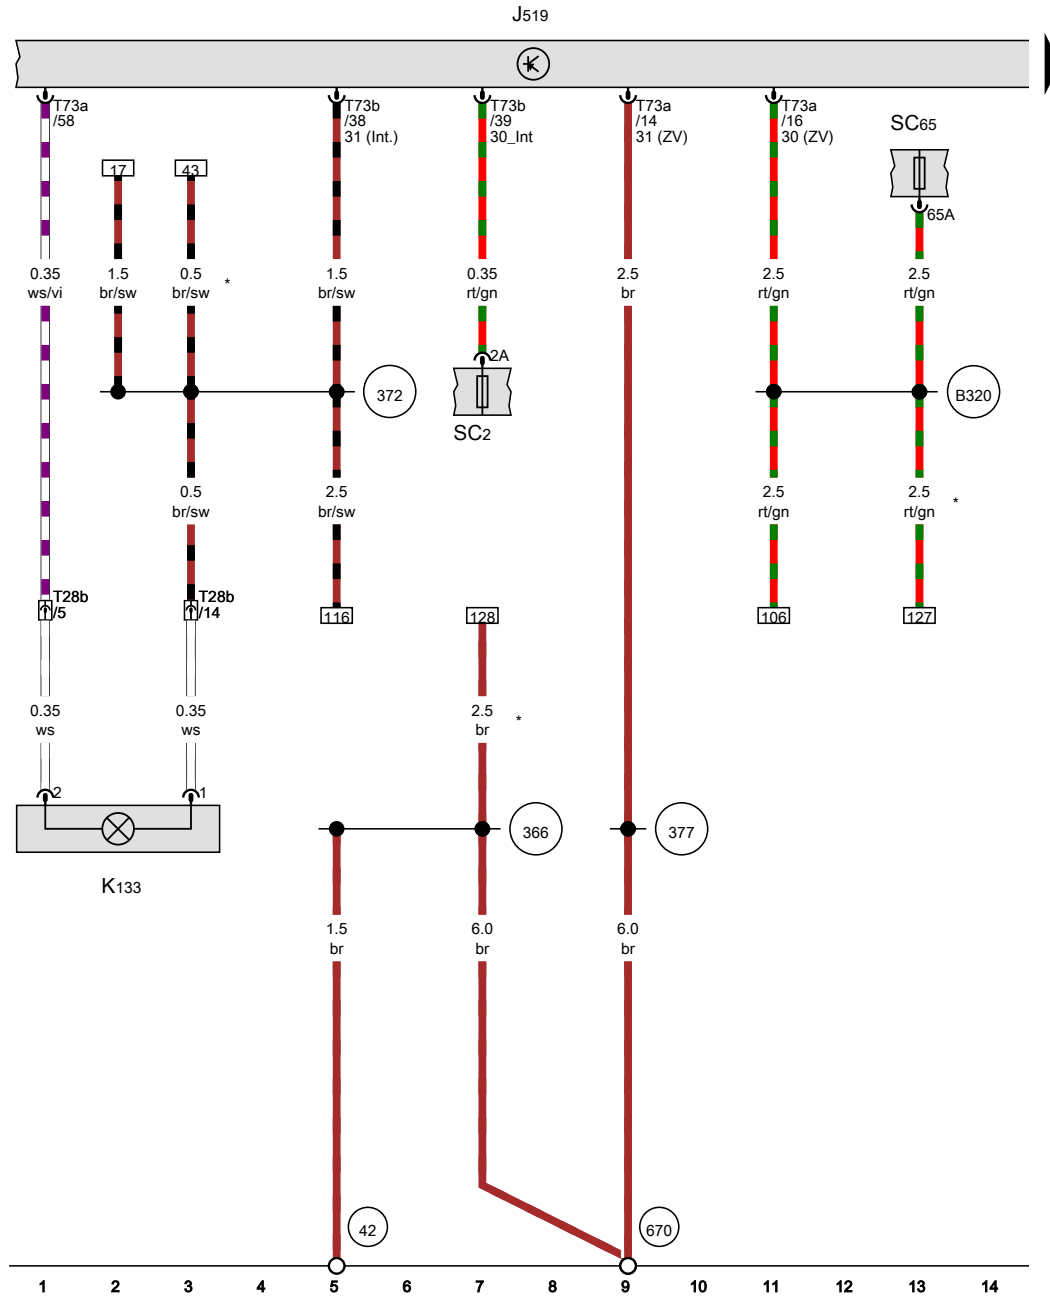 J519
T73a
/58
T73b
/38
31 (Int.)
T73b
/39
30_Int
T73a
/14
31 (ZV)
T73a
/16
30 (ZV)
SC65
65A
17
43
0.35
ws/vi
1.5
br/sw
0.5
br/sw
*
1.5
br/sw
0.35
rt/gn
2.5
br
2.5
rt/gn
2.5
rt/gn
2A
372
SC2
B320
0.5
br/sw
2.5
br/sw
2.5
rt/gn
2.5
rt/gn
*
T28b
/5
T28b
/14
116
128
106
127
0.35
ws
0.35
ws
2.5
br
*
2
1
366
377
K133
1.5
br
6.0
br
6.0
br
42
670
1 2 3 4 5 6 7 8 9 10 11 12 13 14